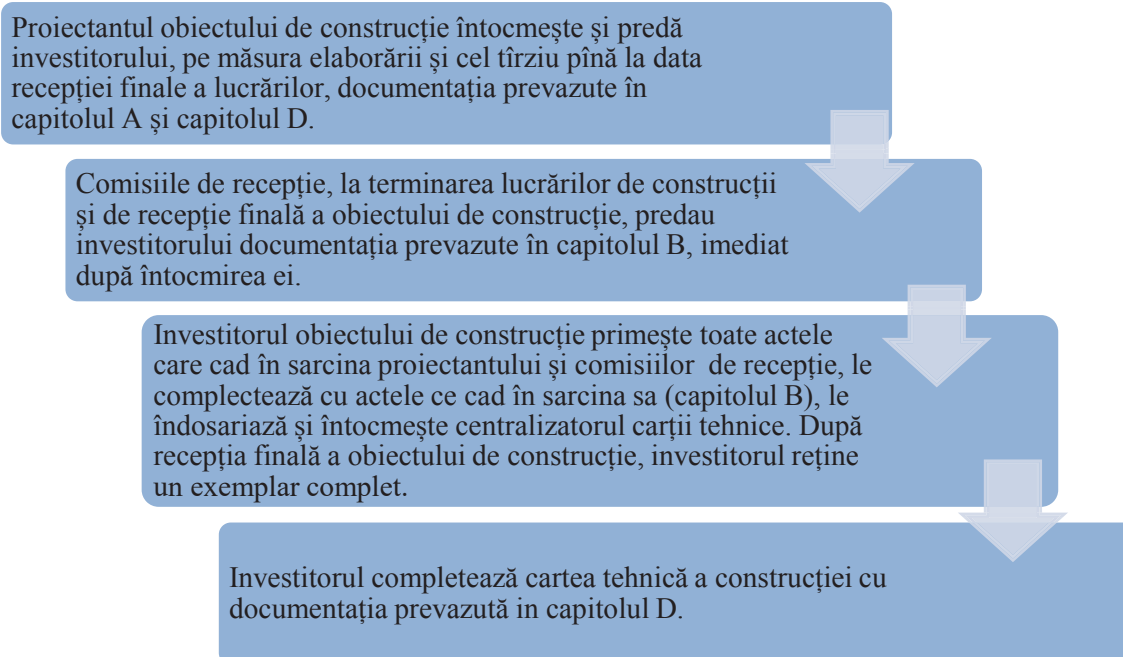 Proiectantul obiectului de construcție întocmește și predă
investitorului, pe măsura elaborării și cel tîrziu pînă la data
recepției finale a lucrărilor, documentația prevazute în
capitolul A și capitolul D.
Comisiile de recepție, la terminarea lucrărilor de construcții
și de recepție finală a obiectului de construcție, predau
investitorului documentația prevazute în capitolul B, imediat
după întocmirea ei.
Investitorul obiectului de construcție primește toate actele
care cad în sarcina proiectantului și comisiilor de recepție, le
complectează cu actele ce cad în sarcina sa (capitolul B), le
îndosariază și întocmește centralizatorul carții tehnice. După
recepția finală a obiectului de construcție, investitorul reține
un exemplar complet.
Investitorul completează cartea tehnică a construcției cu
documentația prevazută in capitolul D.